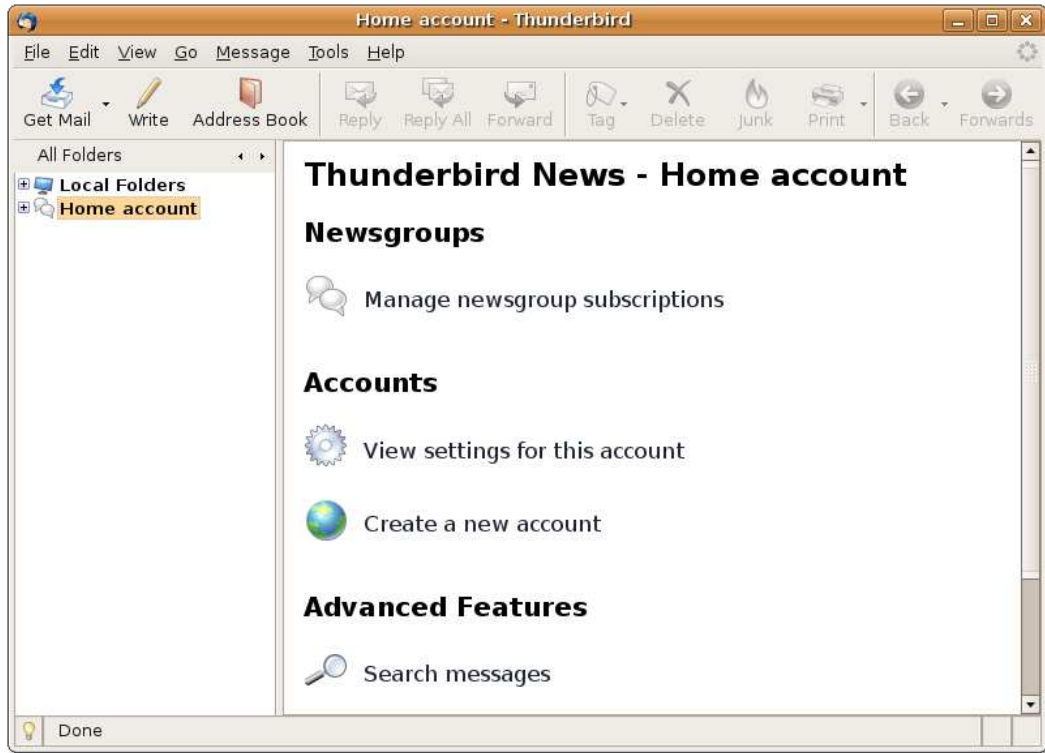 Home account - Thunderbird
File Edit View Go Message Tools Help
Get Mail Write Address Book Reply Reply All Forward Tag Delete Junk Print Back Forwards
All Folders
Local Folders
Home account
Thunderbird News - Home account
Newsgroups
Manage newsgroup subscriptions
Accounts
View settings for this account
Create a new account
Advanced Features
Search messages
Done